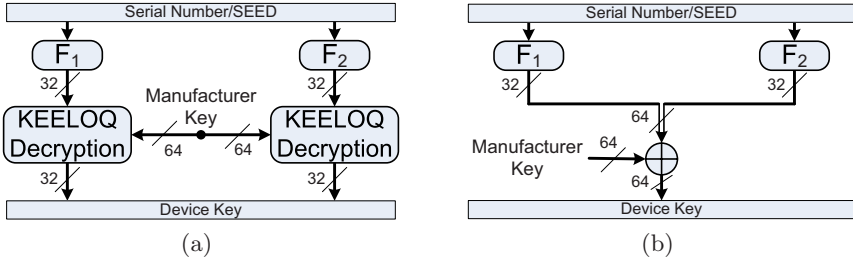 Serial Number/SEED
F1
F2
32
32
KEELOQ
Decryption
Manufacturer
Key
KEELOQ
Decryption
64
64
32
32
Device Key
(a)
Serial Number/SEED
F1
F2
32
32
64
Manufacturer
Key
64
64
Device Key
(b)